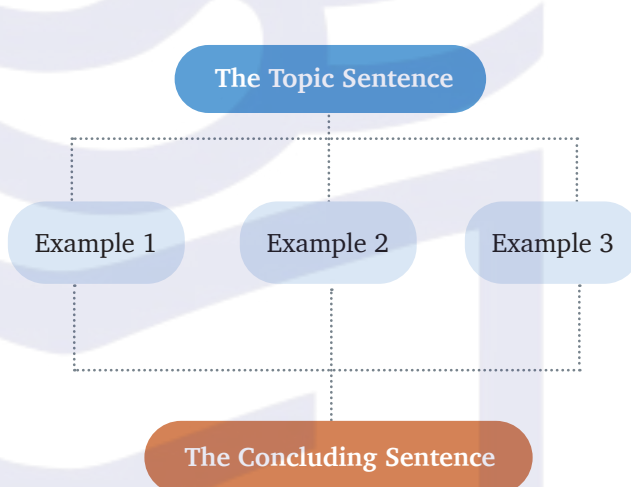 The Topic Sentence
Example 1
Example 2
Example 3
The Concluding Sentence